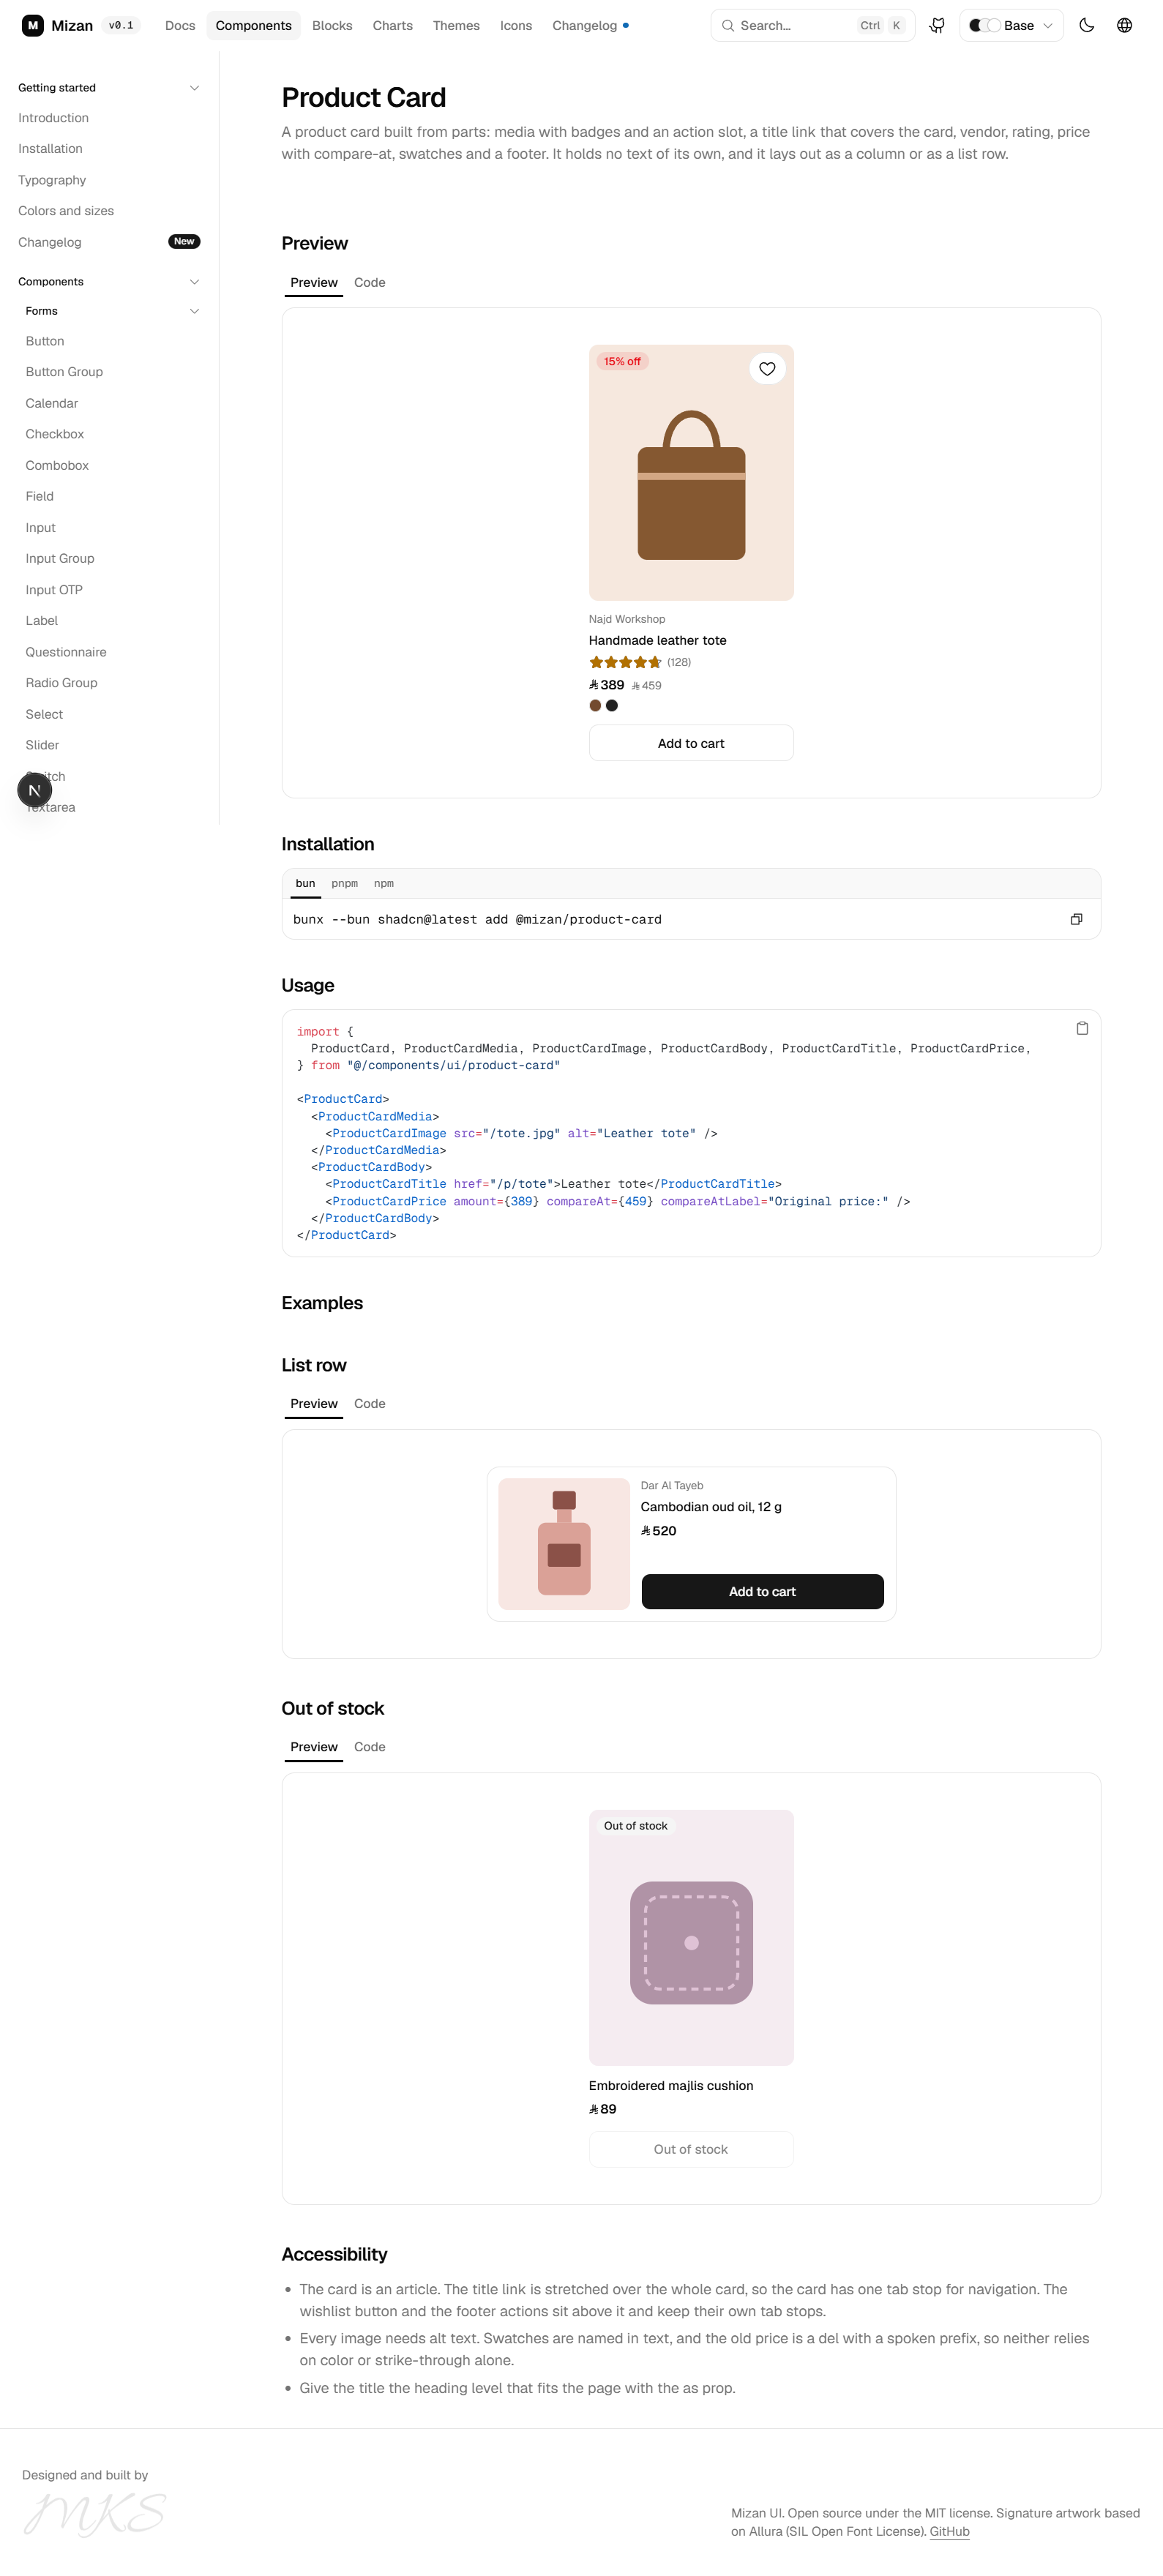 M Mizan v0.1 Docs Components Blocks Charts Themes Icons Changelog Search... Ctrl K Base
Getting started
Introduction
Installation
Typography
Colors and sizes
Changelog New
Components
Forms
Button
Button Group
Calendar
Checkbox
Combobox
Field
Input
Input Group
Input OTP
Label
Questionnaire
Radio Group
Select
Slider
N
Product Card
A product card built from parts: media with badges and an action slot, a title link that covers the card, vendor, rating, price
with compare-at, swatches and a footer. It holds no text of its own, and it lays out as a column or as a list row.
Preview
Preview Code
15% off
Najd Workshop
Handmade leather tote
(128)
⃁ 389 ⃁ 459
Add to cart
Installation
bun pnpm npm
bunx --bun shadcn@latest add @mizan/product-card
Usage
import {
ProductCard, ProductCardMedia, ProductCardImage, ProductCardBody, ProductCardTitle, ProductCardPrice,
} from "@/components/ui/product-card"
<ProductCard>
<ProductCardMedia>
<ProductCardImage src="/tote.jpg" alt="Leather tote" />
</ProductCardMedia>
<ProductCardBody>
<ProductCardTitle href="/p/tote">Leather tote</ProductCardTitle>
<ProductCardPrice amount={389} compareAt={459} compareAtLabel="Original price:" />
</ProductCardBody>
</ProductCard>
Examples
List row
Preview Code
Dar Al Tayeb
Cambodian oud oil, 12 g
⃁ 520
Add to cart
Out of stock
Preview Code
Out of stock
Embroidered majlis cushion
⃁ 89
Out of stock
Accessibility
• The card is an article. The title link is stretched over the whole card, so the card has one tab stop for navigation. The
wishlist button and the footer actions sit above it and keep their own tab stops.
• Every image needs alt text. Swatches are named in text, and the old price is a del with a spoken prefix, so neither relies
on color or strike-through alone.
• Give the title the heading level that fits the page with the as prop.
Designed and built by
MKS
Mizan UI. Open source under the MIT license. Signature artwork based
on Allura (SIL Open Font License). GitHub